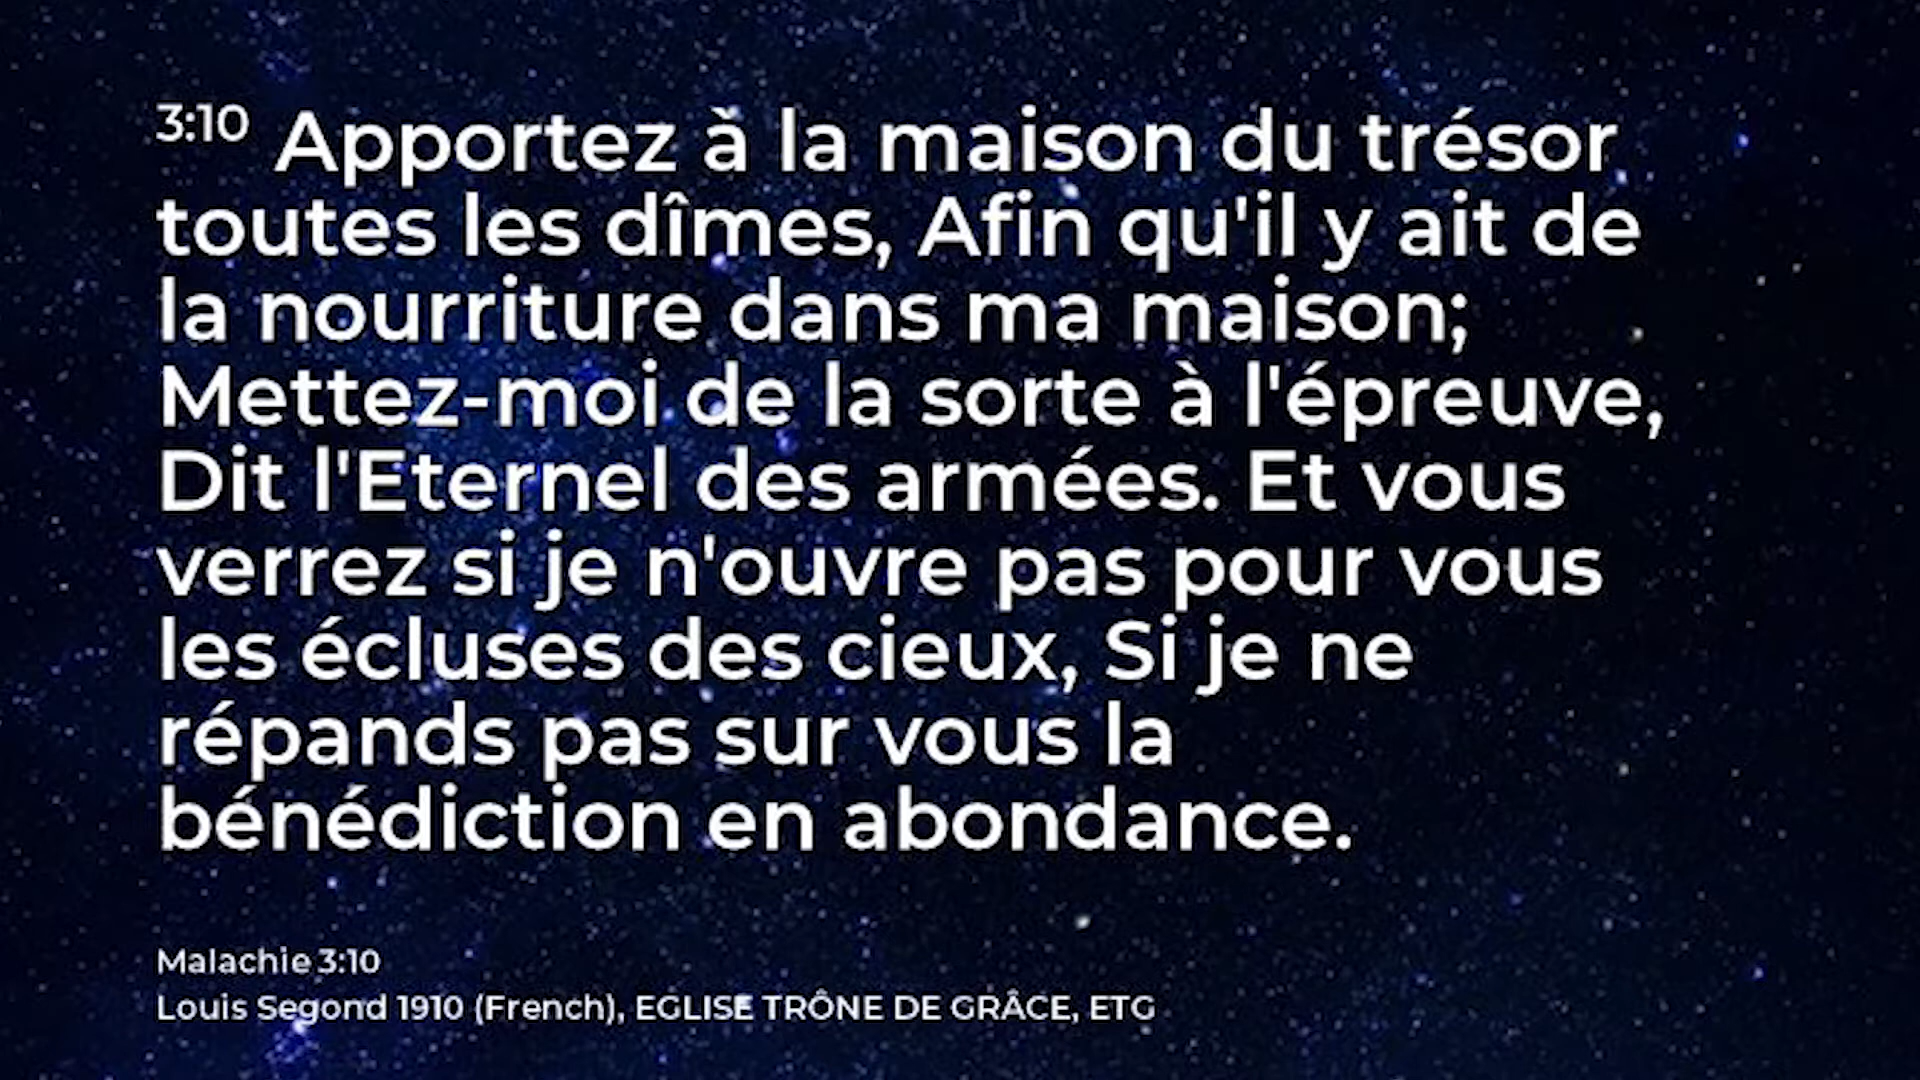 3:10 Apportez à la maison du trésor
toutes les dîmes, Afin qu'il y ait de
la nourriture dans ma maison;
Mettez-moi de la sorte à l'épreuve,
Dit l'Eternel des armées. Et vous
verrez si je n'ouvre pas pour vous
les écluses des cieux, Si je ne
répands pas sur vous la
bénédiction en abondance.
Malachie 3:10
Louis Segond 1910 (French), EGLISE TRÔNE DE GRÂCE, ETG